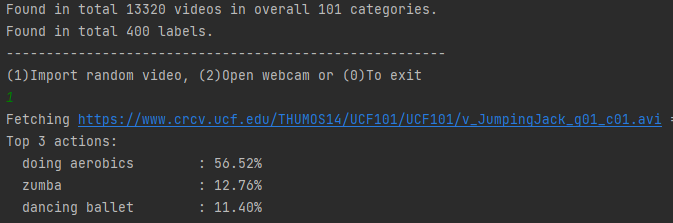 Found in total 13320 videos in overall 101 categories.
Found in total 400 labels.
-------------------------------------------------------
(1)Import random video, (2)Open webcam or (0)To exit
1
Fetching https://www.crcv.ucf.edu/THUMOS14/UCF101/UCF101/v_JumpingJack_g01_c01.avi =
Top 3 actions:
  doing aerobics        : 56.52%
  zumba                 : 12.76%
  dancing ballet        : 11.40%